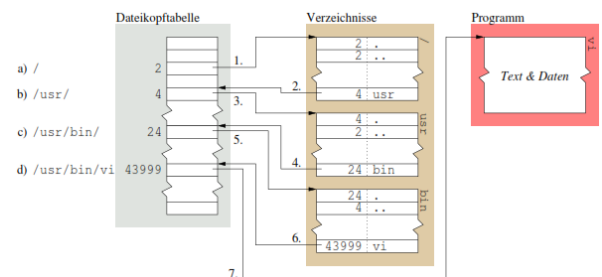 Dateikopftabelle
Verzeichnisse
Programm
a) / 2
b) /usr/ 4
c) /usr/bin/ 24
d) /usr/bin/vi 43999
1.
2.
3.
4.
5.
6.
7.
/
2 .
2 ..
4 usr
usr
4 .
2 ..
24 bin
bin
24 .
4 ..
43999 vi
vi
Text & Daten